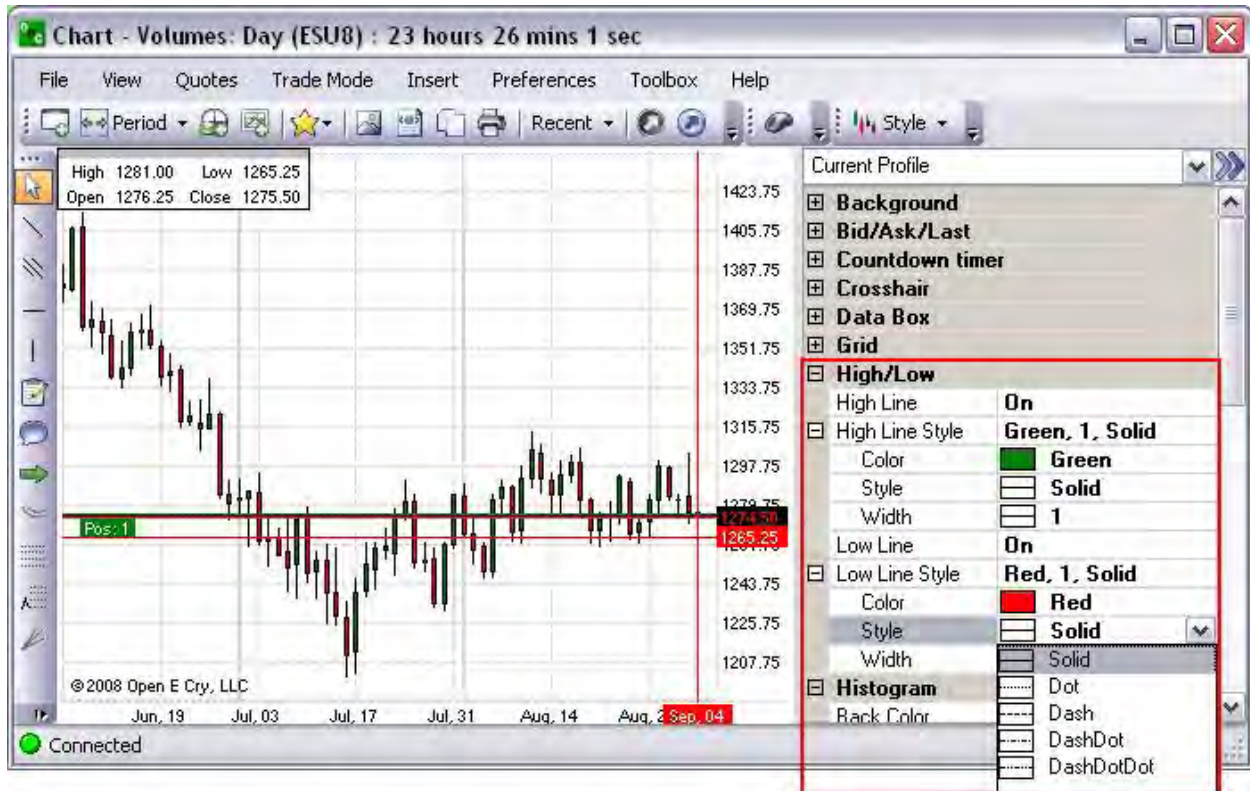 Chart - Volumes: Day (ESU8) : 23 hours 26 mins 1 sec
File View Quotes Trade Mode Insert Preferences Toolbox Help
Period Recent Style
High 1281.00 Low 1265.25
Open 1276.25 Close 1275.50
1423.75
1405.75
1387.75
1369.75
1351.75
1333.75
1315.75
1297.75
1279.75
1274.50
1265.25
1243.75
1225.75
1207.75
Pos: 1
©2008 Open E Cry, LLC
Jun, 19 Jul, 03 Jul, 17 Jul, 31 Aug, 14 Aug, 2 Sep, 04
Connected
Current Profile
Background
Bid/Ask/Last
Countdown timer
Crosshair
Data Box
Grid
High/Low
High Line On
High Line Style Green, 1, Solid
Color Green
Style Solid
Width 1
Low Line On
Low Line Style Red, 1, Solid
Color Red
Style Solid
Width
Solid
Dot
Dash
DashDot
DashDotDot
Histogram
Back Color